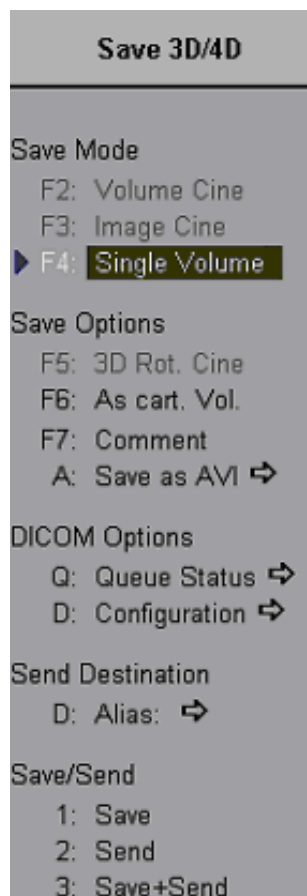 Save 3D/4D
Save Mode
F2: Volume Cine
F3: Image Cine
F4: Single Volume
Save Options
F5: 3D Rot. Cine
F6: As cart. Vol.
F7: Comment
A: Save as AVI ⇨
DICOM Options
Q: Queue Status ⇨
D: Configuration ⇨
Send Destination
D: Alias: ⇨
Save/Send
1: Save
2: Send
3: Save+Send